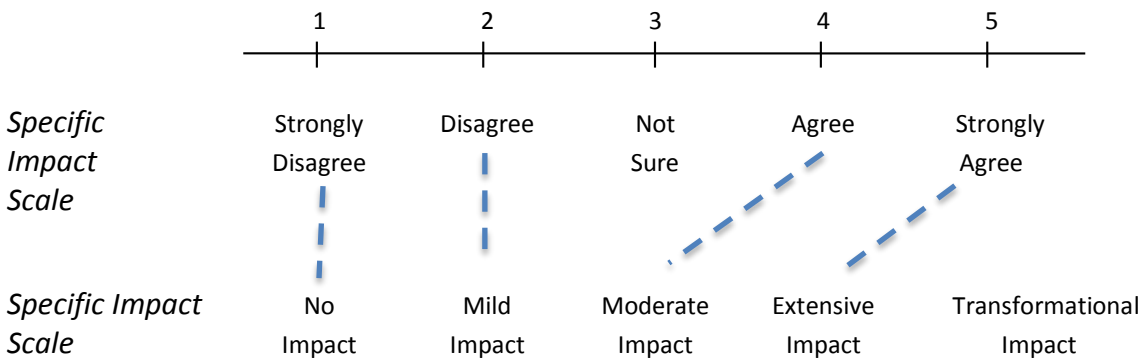 1 2 3 4 5
Specific Strongly Disagree Not Agree Strongly
Impact Disagree Sure Agree
Scale
Specific Impact No Mild Moderate Extensive Transformational
Scale Impact Impact Impact Impact Impact